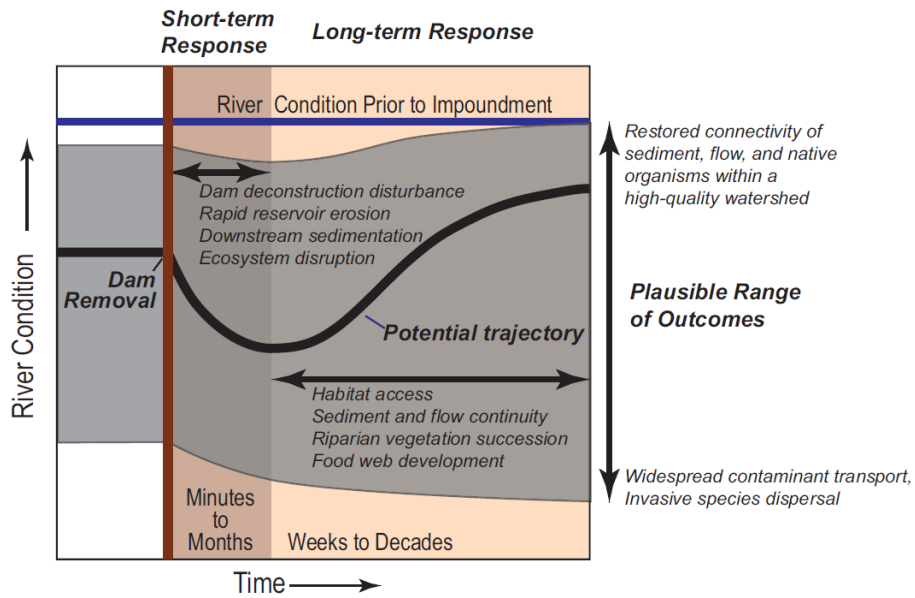 Short-term
Response
Long-term Response
River Condition Prior to Impoundment
Dam deconstruction disturbance
Rapid reservoir erosion
Downstream sedimentation
Ecosystem disruption
Dam
Removal
Potential trajectory
Habitat access
Sediment and flow continuity
Riparian vegetation succession
Food web development
Minutes
to
Months
Weeks to Decades
River Condition
Time
Restored connectivity of
sediment, flow, and native
organisms within a
high-quality watershed
Plausible Range
of Outcomes
Widespread contaminant transport,
Invasive species dispersal